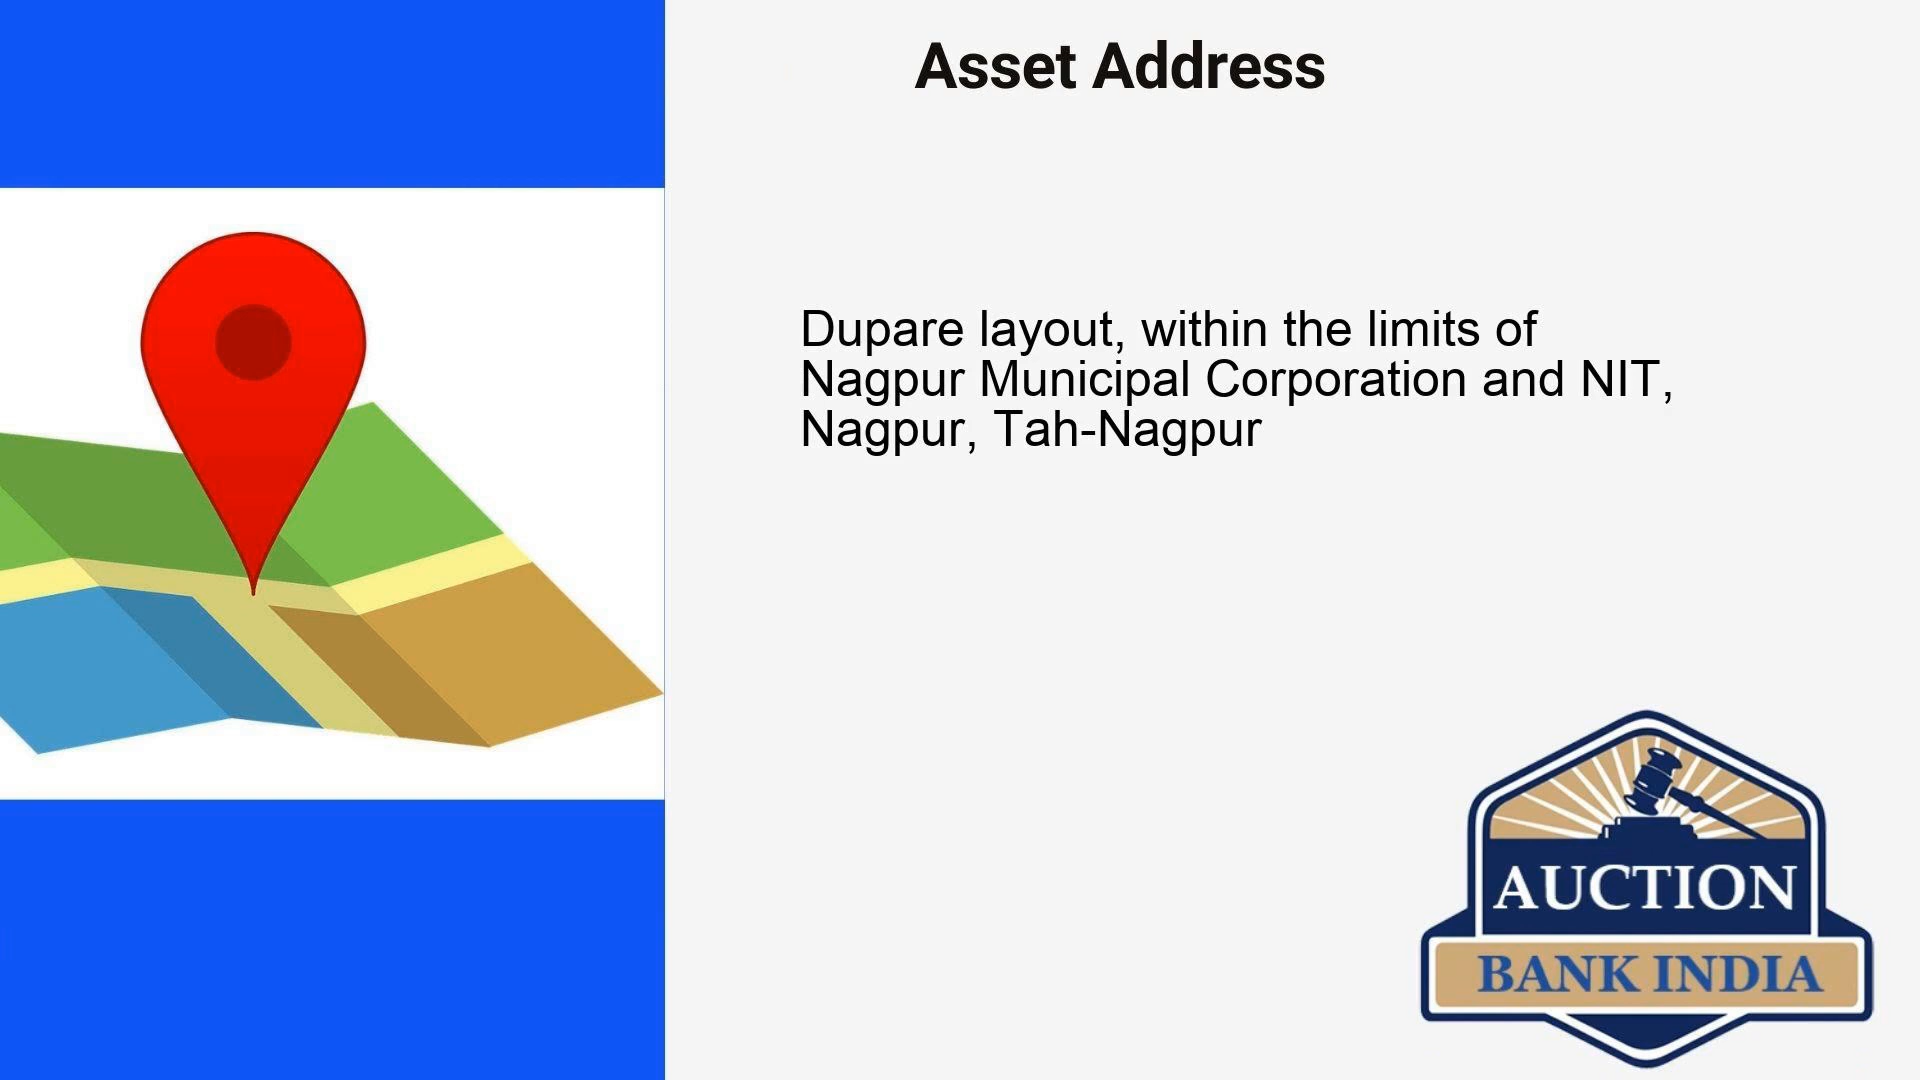 Asset Address
Dupare layout, within the limits of
Nagpur Municipal Corporation and NIT,
Nagpur, Tah-Nagpur
AUCTION
BANK INDIA